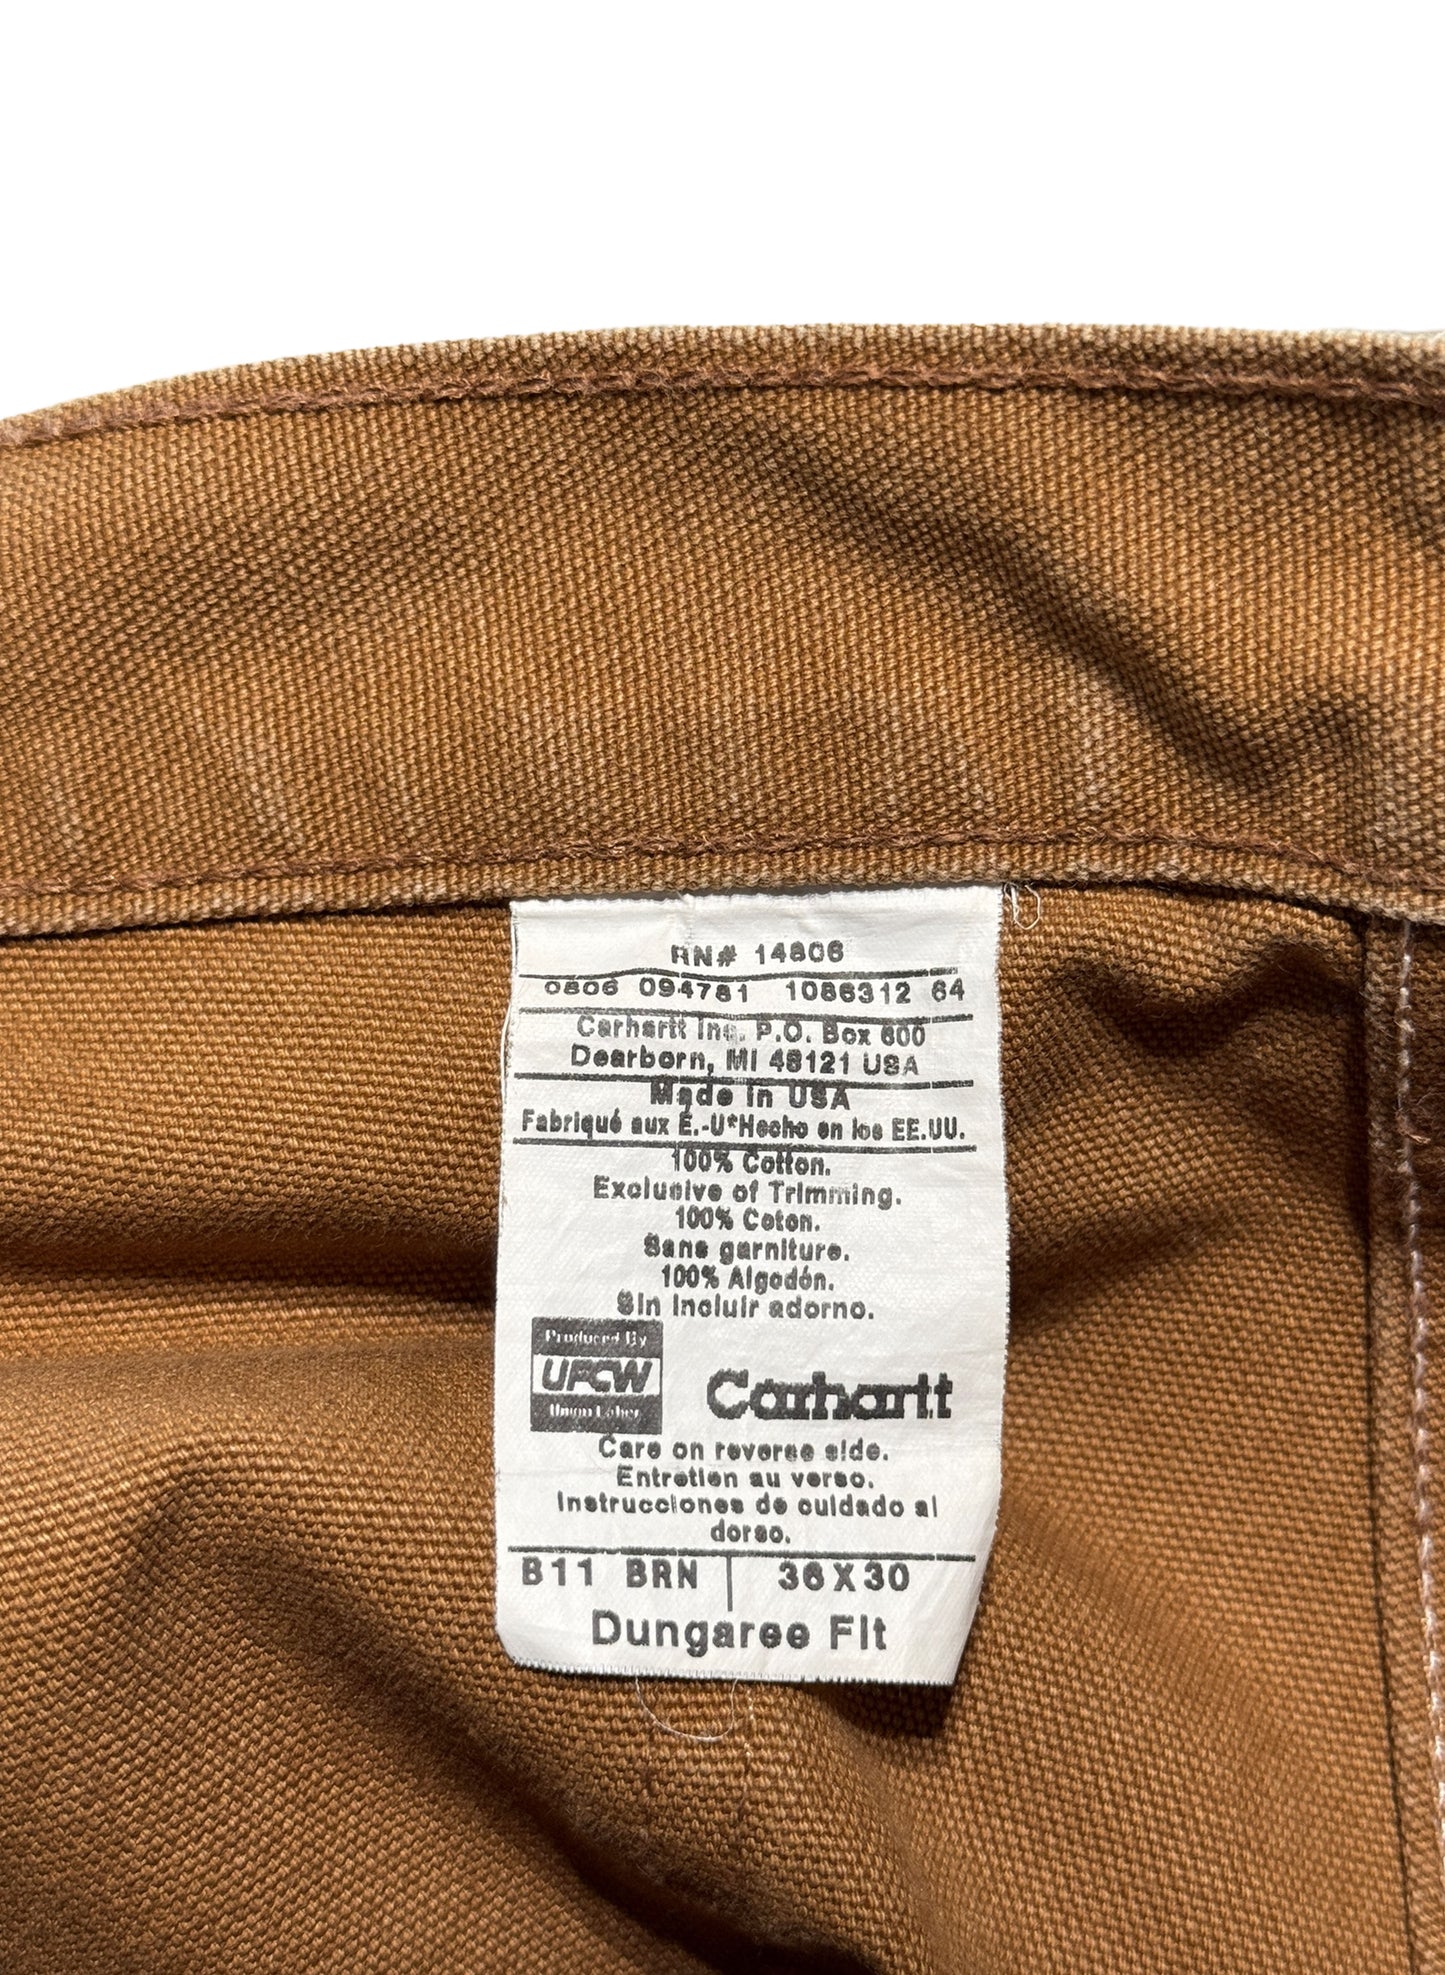 RN# 14806
0806 094781 1086312 64
Carhartt Inc. P.O. Box 600
Dearborn, MI 48121 USA
Made in USA
Fabriqué aux É.-U*Hecho en los EE.UU.
100% Cotton.
Exclusive of Trimming.
100% Coton.
Sans garniture.
100% Algodón.
Sin incluir adorno.
Produced By
UFCW
Union Labor
Carhartt
Care on reverse side.
Entretien au verso.
Instrucciones de cuidado al
dorso.
B11 BRN 36X30
Dungaree Fit